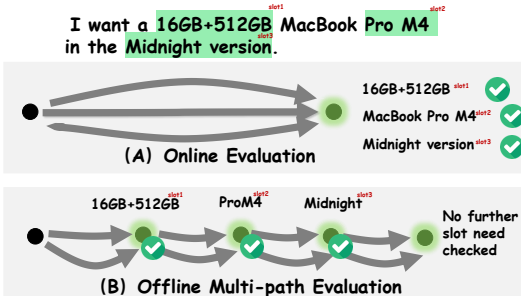 slot1 slot2
I want a 16GB+512GB MacBook Pro M4
slot3
in the Midnight version.
16GB+512GB slot1
MacBook Pro M4 slot2
Midnight version slot3
(A) Online Evaluation
slot1 slot2 slot3
16GB+512GB ProM4 Midnight
No further
slot need
checked
(B) Offline Multi-path Evaluation